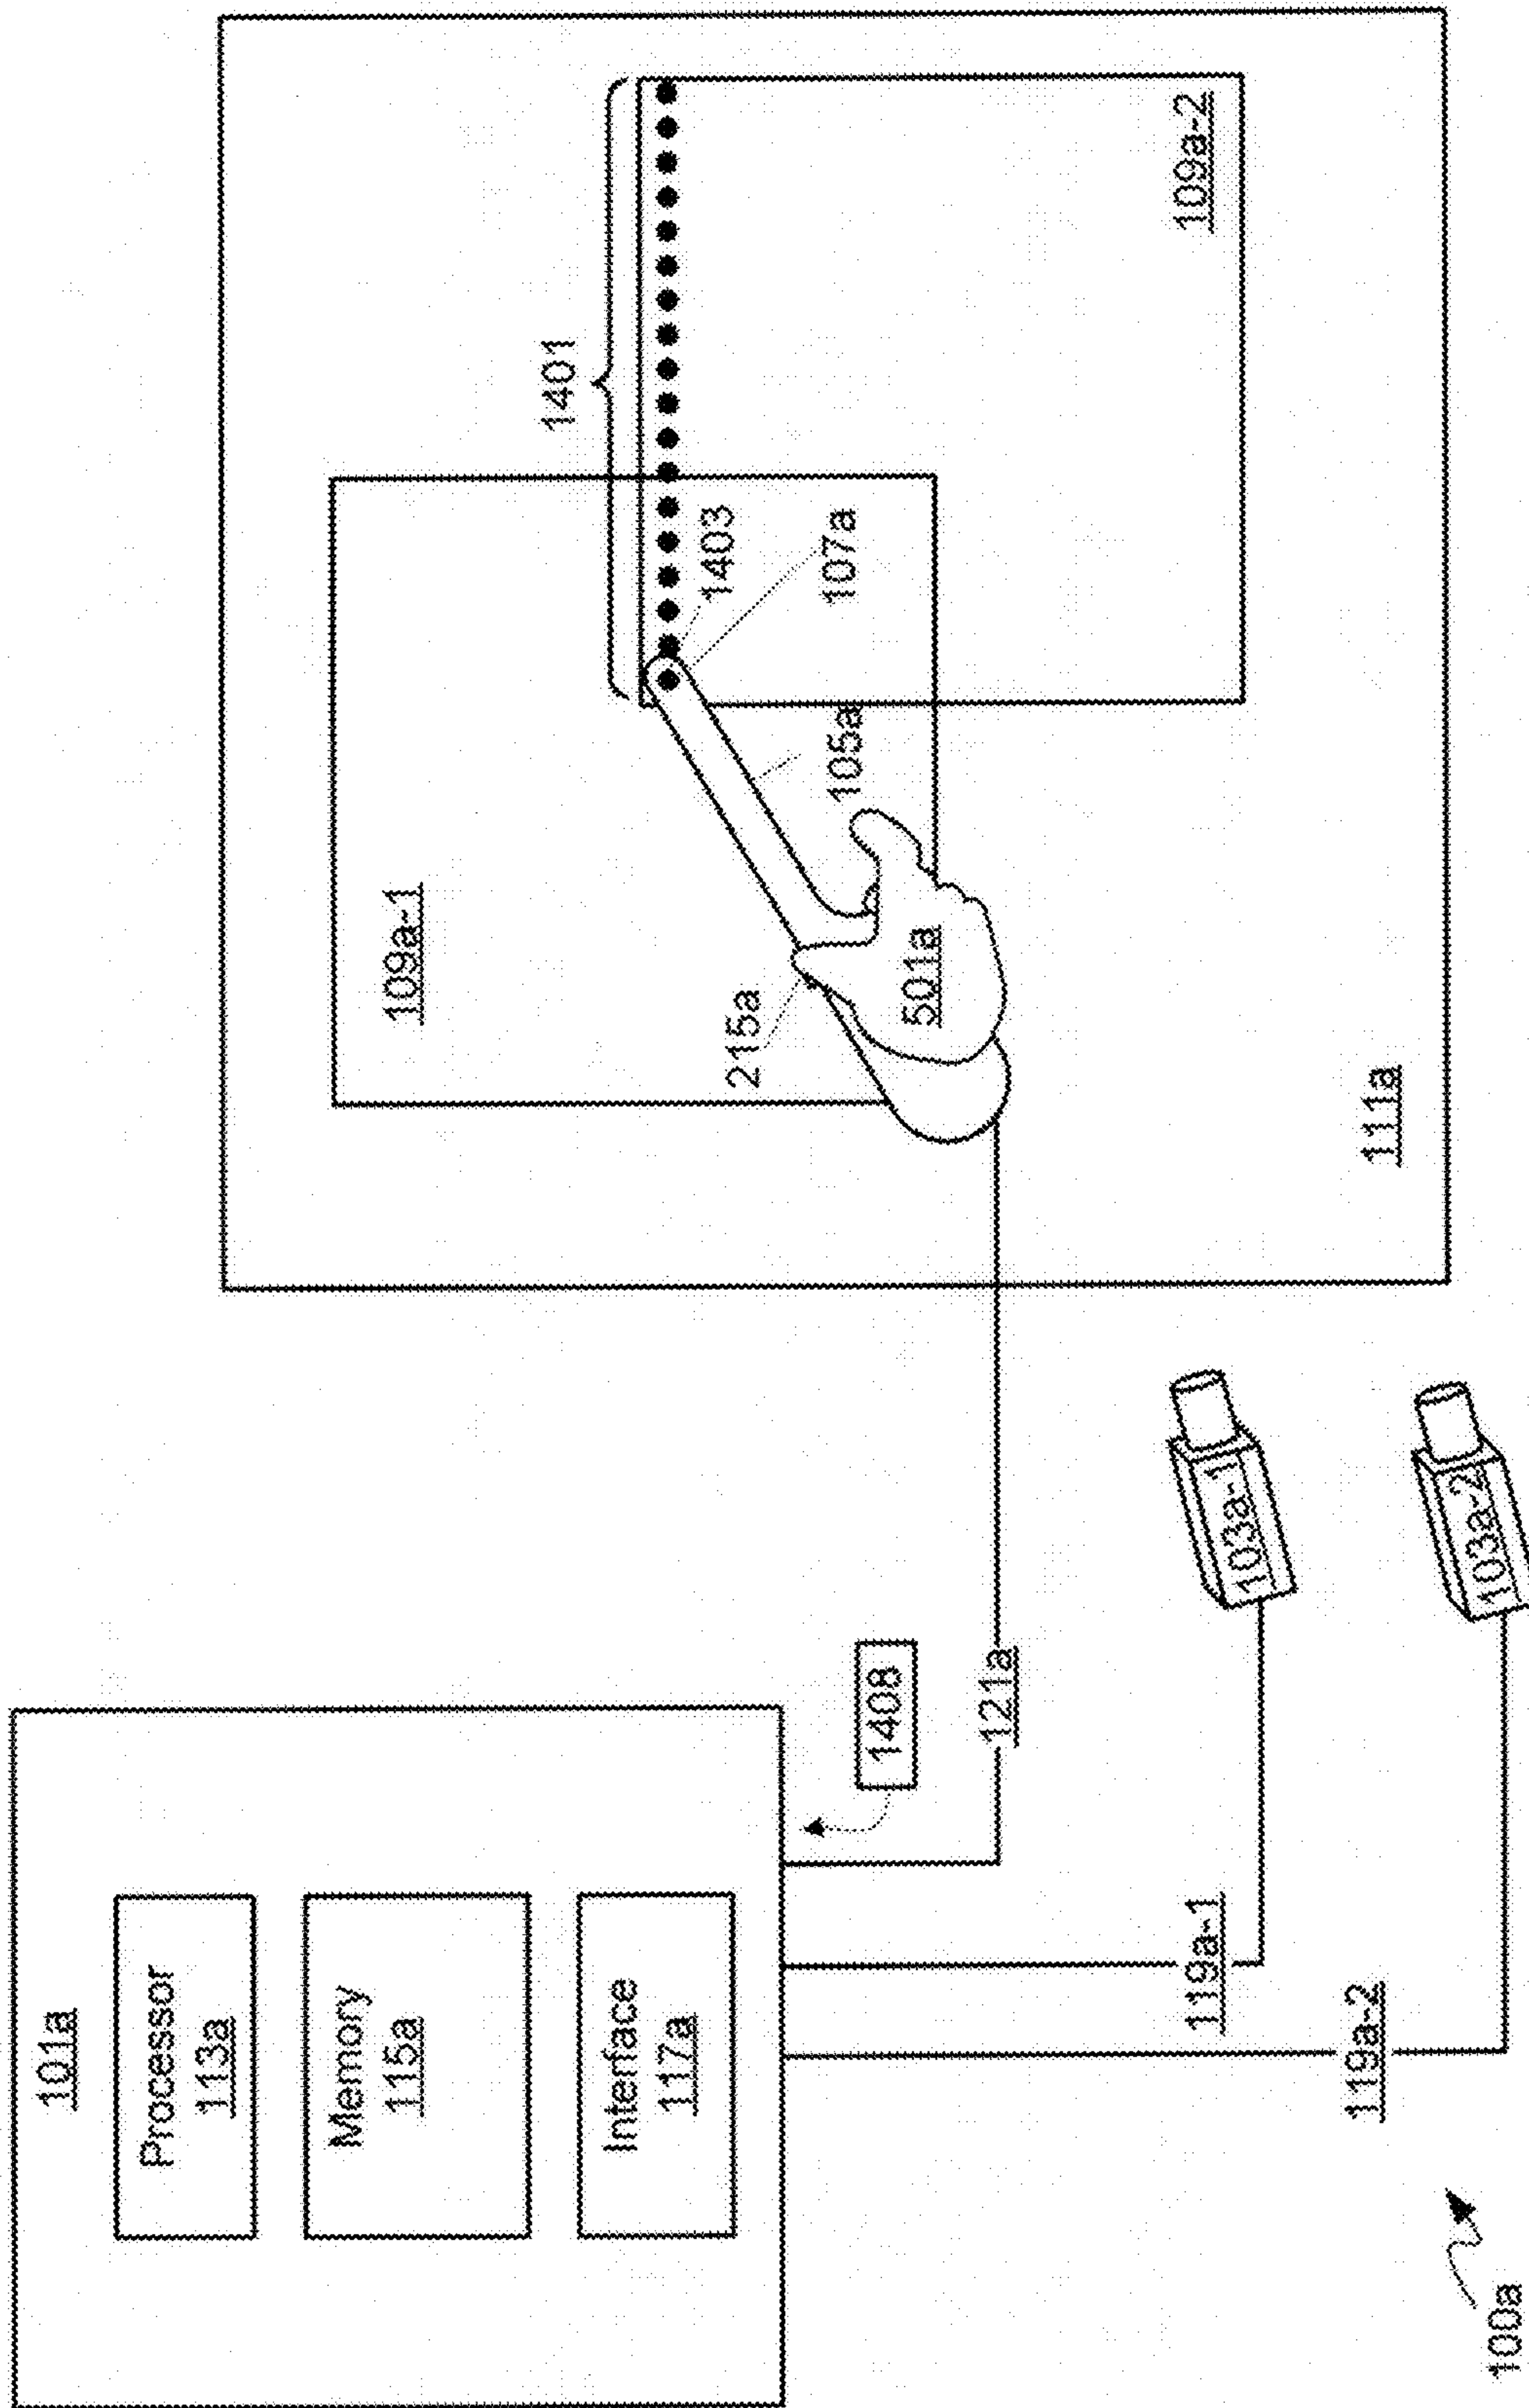 101a
Processor
113a
Memory
115a
Interface
117a
1408
121a
119a-1
119a-2
103a-1
103a-2
100a
109a-1
215a
501a
105a
107a
1403
1401
109a-2
111a